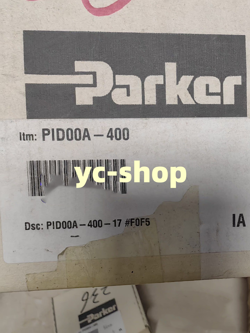 Parker
Itm: PID00A-400
yc-shop
Dsc: PID00A-400-17 #F0F5
IA
Parker